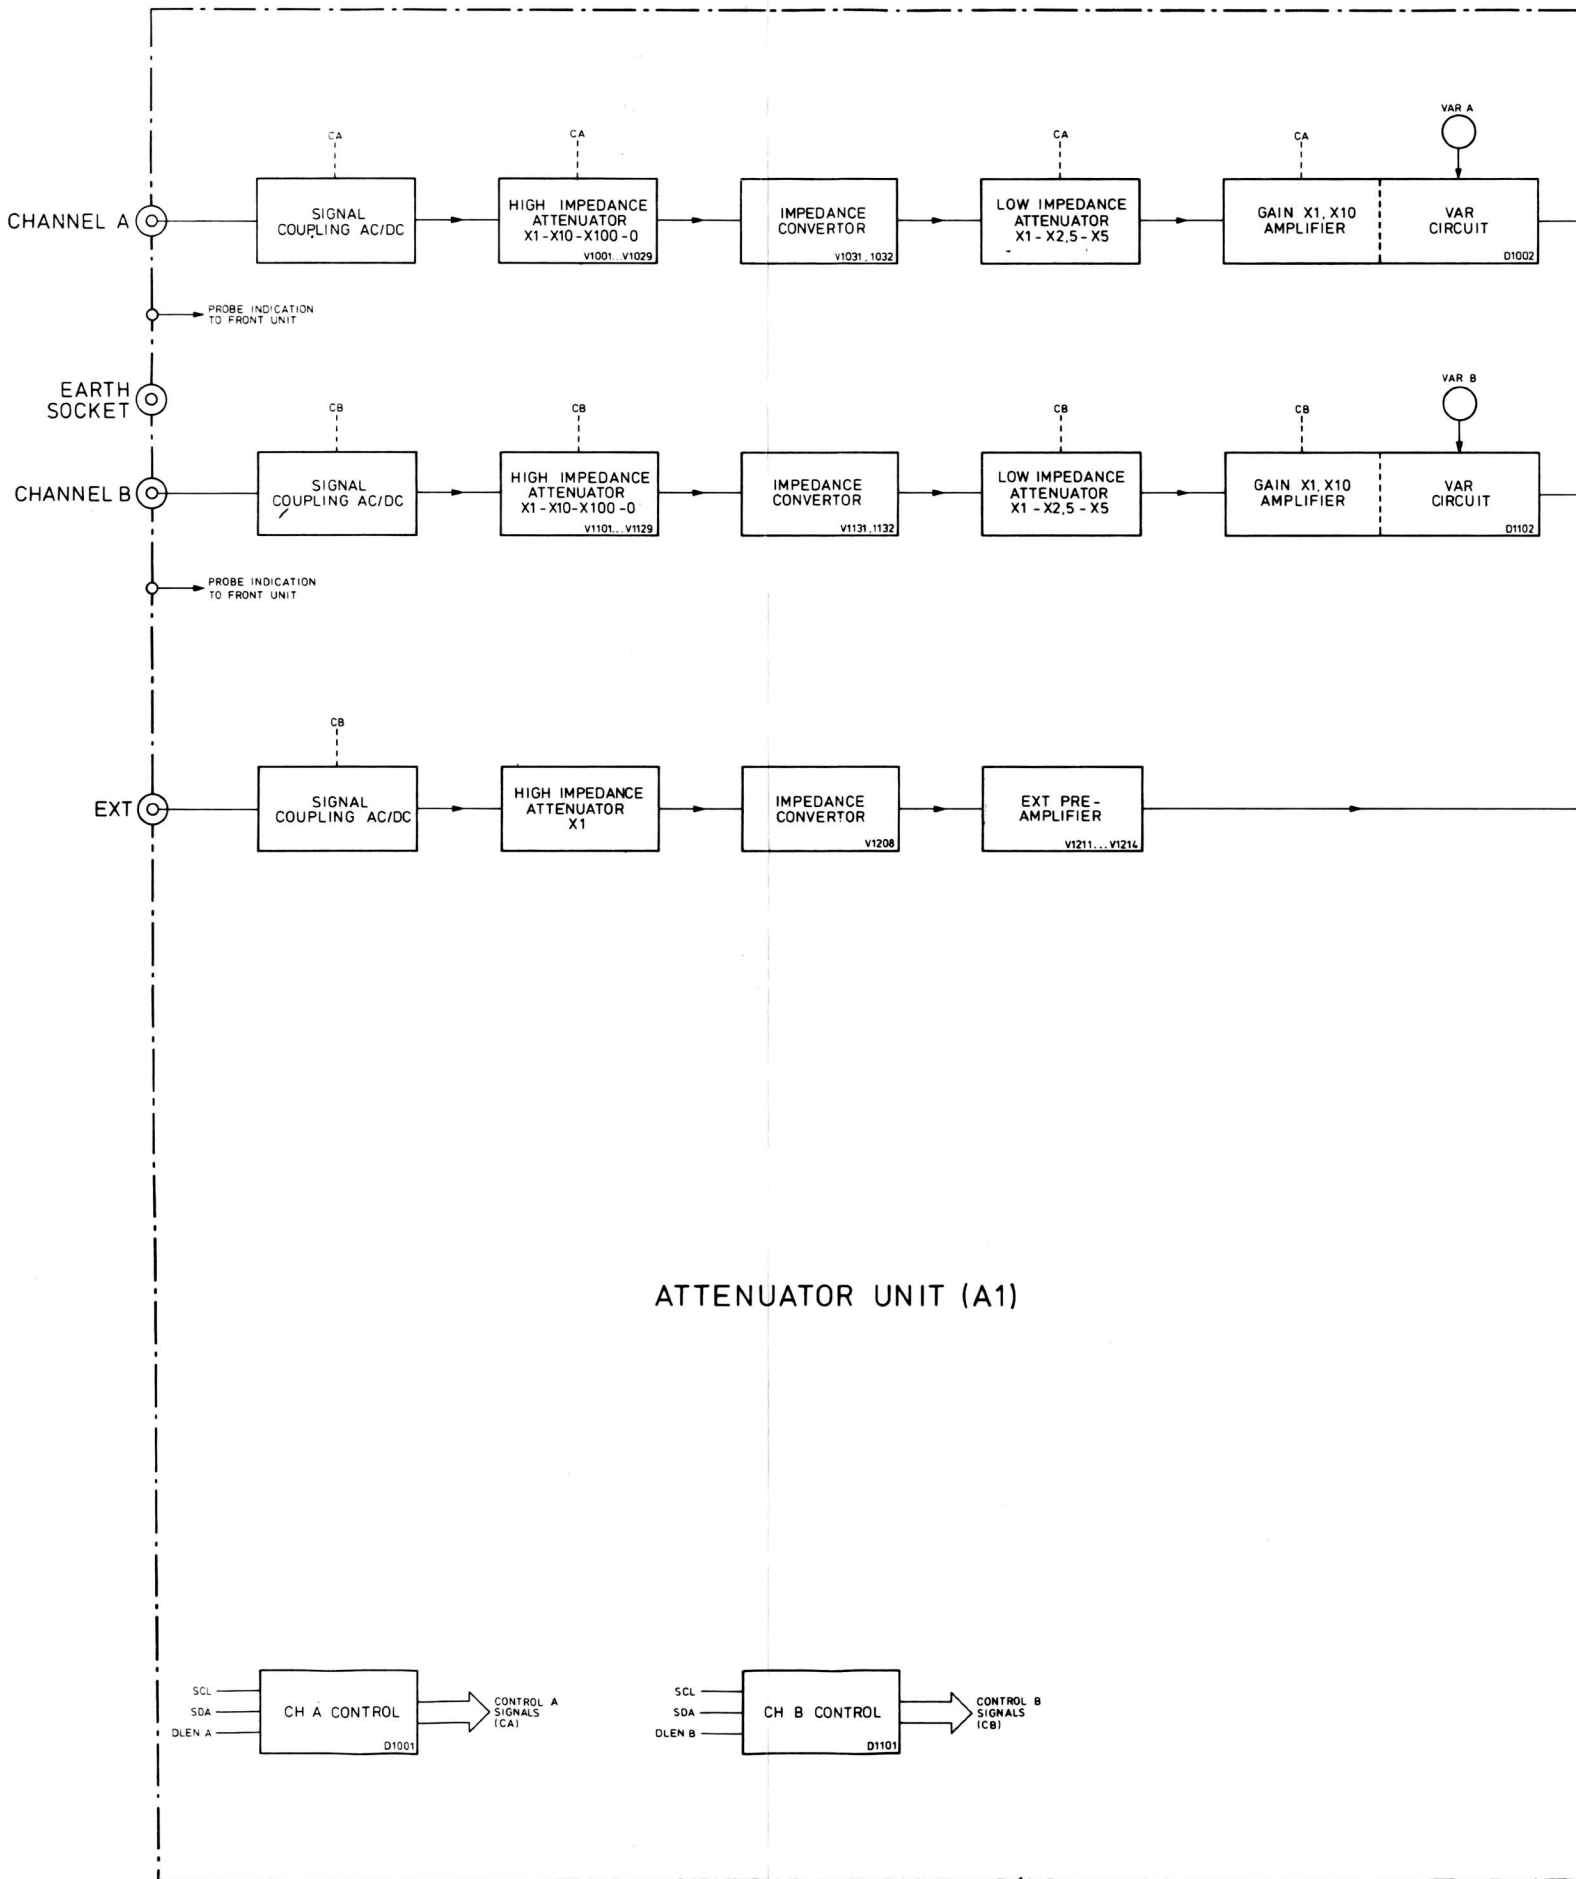 VAR A
CA
CA
CA
CA
CHANNEL A
SIGNAL
COUPLING AC/DC
HIGH IMPEDANCE
ATTENUATOR
X1-X10-X100-0
V1001...V1029
IMPEDANCE
CONVERTOR
V1031,1032
LOW IMPEDANCE
ATTENUATOR
X1-X2,5-X5
GAIN X1,X10
AMPLIFIER
VAR
CIRCUIT
D1002
PROBE INDICATION
TO FRONT UNIT
EARTH
SOCKET
VAR B
CB
CB
CB
CB
CHANNEL B
SIGNAL
COUPLING AC/DC
HIGH IMPEDANCE
ATTENUATOR
X1-X10-X100-0
V1101...V1129
IMPEDANCE
CONVERTOR
V1131,1132
LOW IMPEDANCE
ATTENUATOR
X1-X2,5-X5
GAIN X1,X10
AMPLIFIER
VAR
CIRCUIT
D1102
PROBE INDICATION
TO FRONT UNIT
CB
EXT
SIGNAL
COUPLING AC/DC
HIGH IMPEDANCE
ATTENUATOR
X1
IMPEDANCE
CONVERTOR
V1208
EXT PRE-
AMPLIFIER
V1211...V1214
ATTENUATOR UNIT (A1)
SCL
SDA
DLEN A
CH A CONTROL
D1001
CONTROL A
SIGNALS
(CA)
SCL
SDA
DLEN B
CH B CONTROL
D1101
CONTROL B
SIGNALS
(CB)